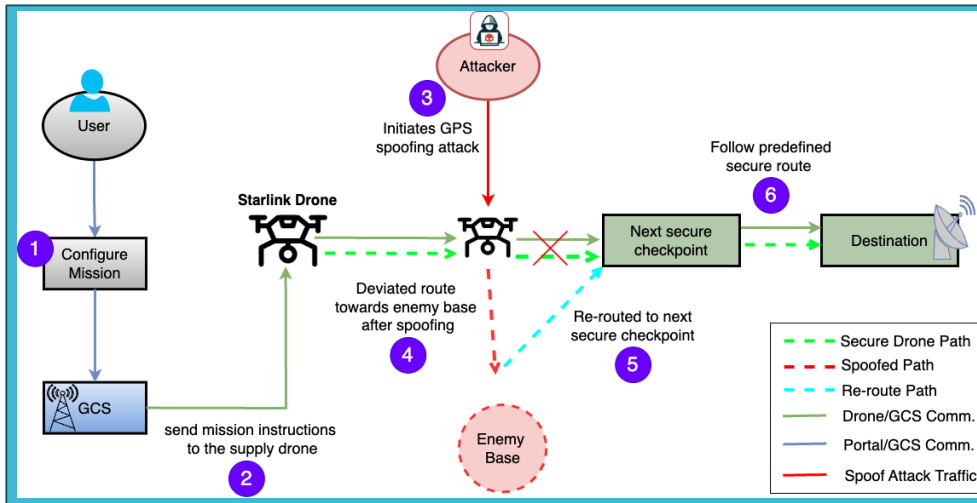 Attacker
3
Initiates GPS
spoofing attack
User
Follow predefined
secure route
6
Starlink Drone
1
Configure
Mission
Next secure
checkpoint
Destination
Deviated route
towards enemy base
after spoofing
4
Re-routed to next
secure checkpoint
5
GCS
send mission instructions
to the supply drone
2
Enemy
Base
Secure Drone Path
Spoofed Path
Re-route Path
Drone/GCS Comm.
Portal/GCS Comm.
Spoof Attack Traffic